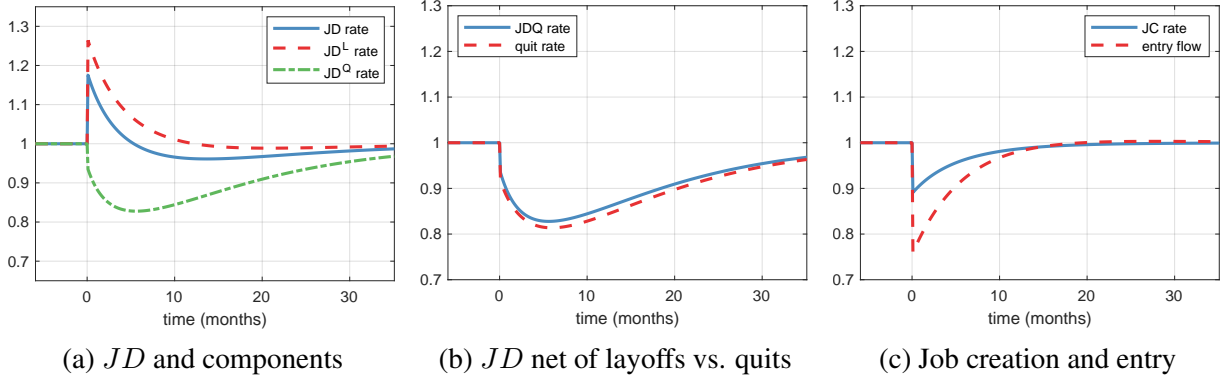 1.3
1.2
1.1
1
0.9
0.8
0.7
JD rate
JD^L rate
JD^Q rate
0 10 20 30
time (months)
(a) JD and components
1.3
1.2
1.1
1
0.9
0.8
0.7
JDQ rate
quit rate
0 10 20 30
time (months)
(b) JD net of layoffs vs. quits
1.3
1.2
1.1
1
0.9
0.8
0.7
JC rate
entry flow
0 10 20 30
time (months)
(c) Job creation and entry